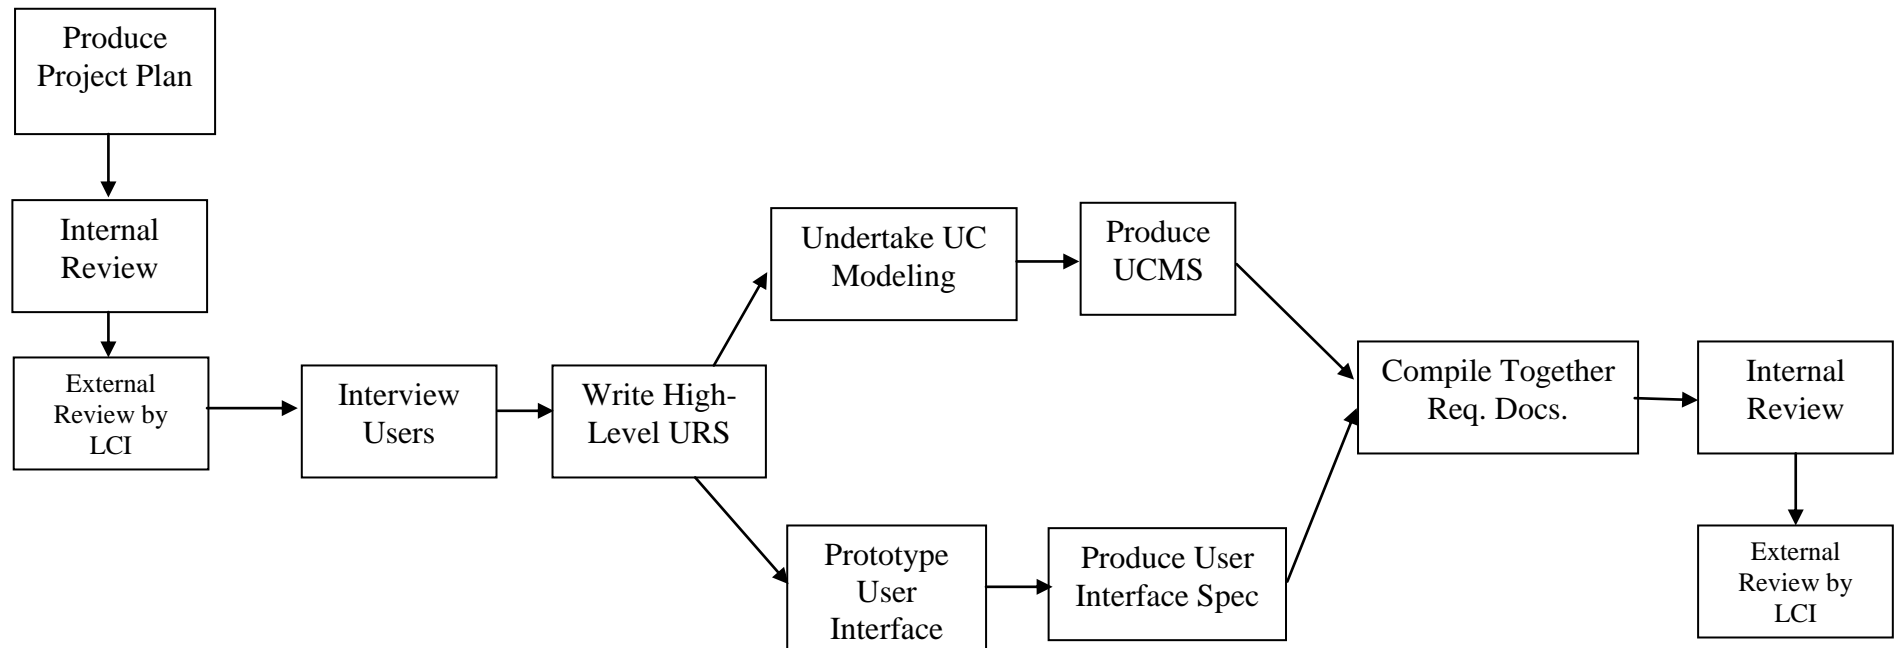 Produce
Project Plan
Internal
Review
External
Review by
LCI
Interview
Users
Write High-
Level URS
Undertake UC
Modeling
Produce
UCMS
Prototype
User
Interface
Produce User
Interface Spec
Compile Together
Req. Docs.
Internal
Review
External
Review by
LCI